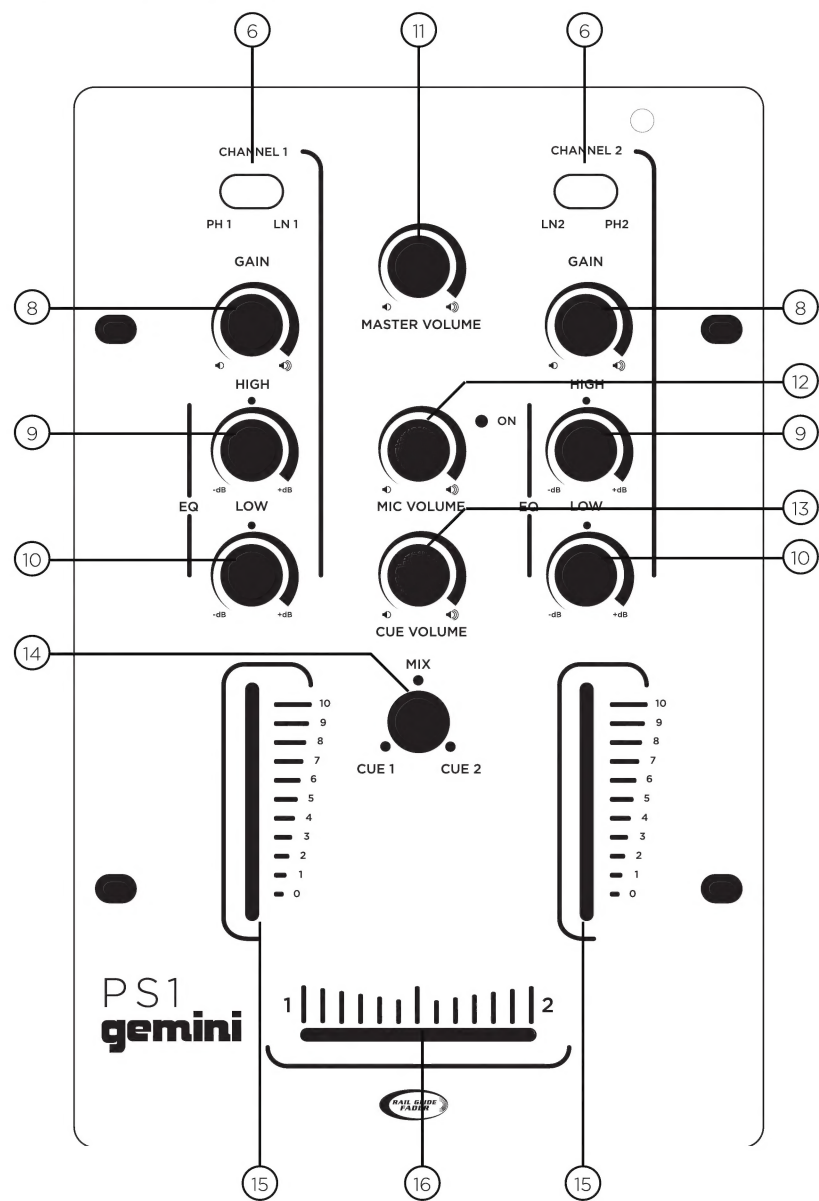 6 11 6
CHANNEL 1 CHANNEL 2
PH 1 LN 1 LN2 PH2
GAIN GAIN
8 8
MASTER VOLUME
HIGH HIGH
12
ON
9 9
-dB +dB -dB +dB
EQ LOW MIC VOLUME EQ LOW
13
10 10
-dB +dB -dB +dB
CUE VOLUME
14
MIX
10 10
9 9
8 8
CUE 1 CUE 2
7 7
6 6
5 5
4 4
3 3
2 2
1 1
0 0
PS1
gemini
1 2
RAIL GLIDE
FADER
15 16 15